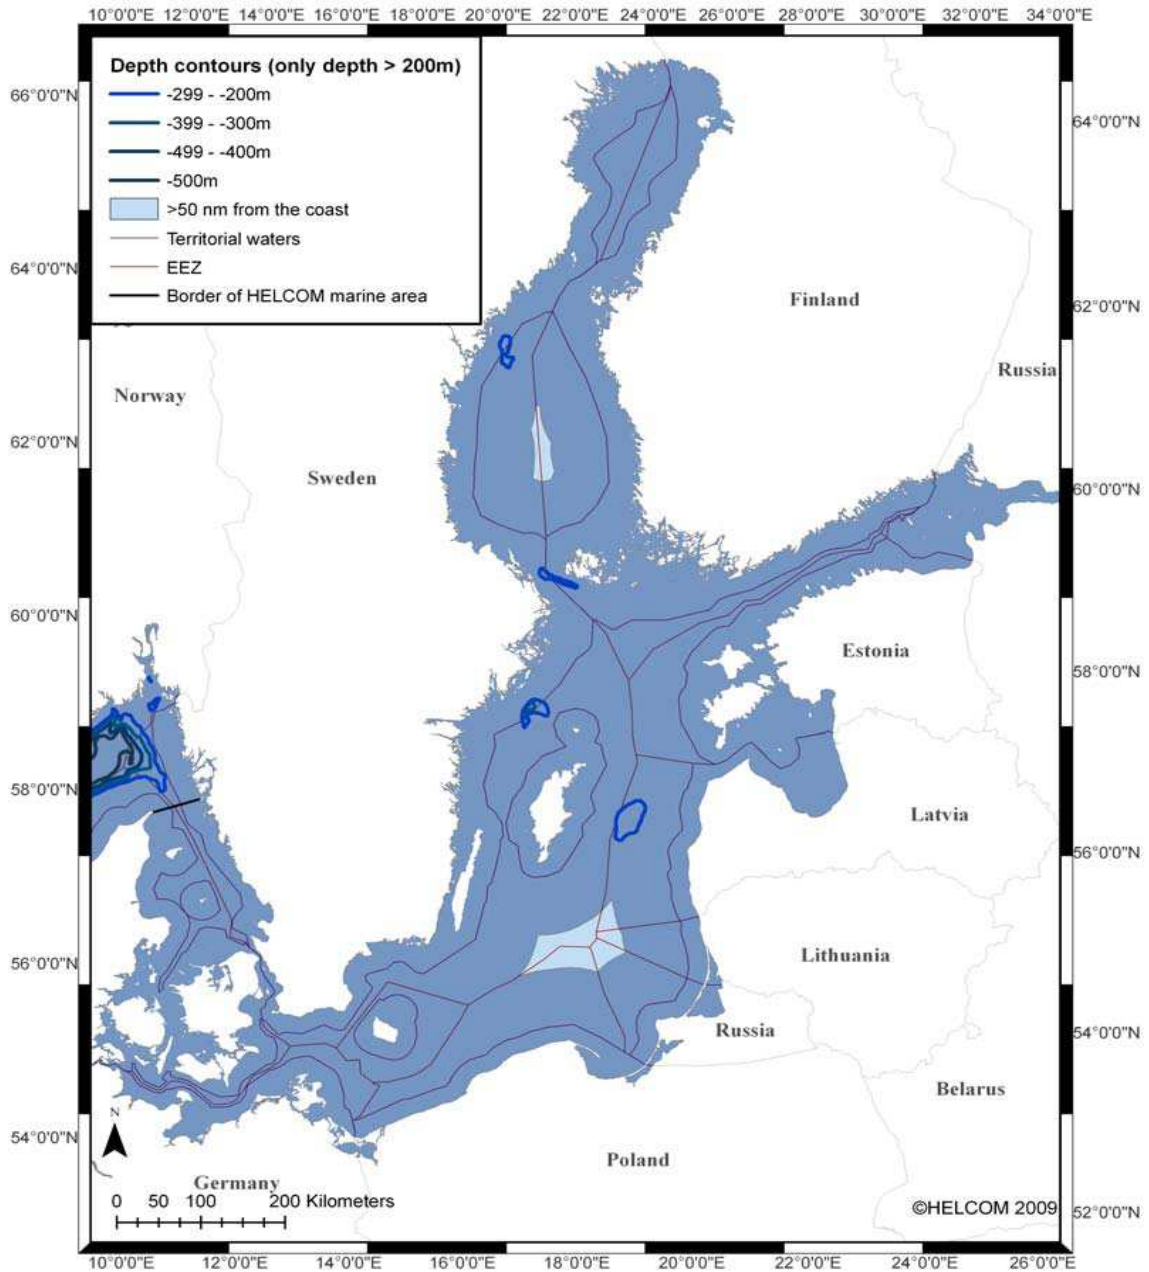 10°0'0"E 12°0'0"E 14°0'0"E 16°0'0"E 18°0'0"E 20°0'0"E 22°0'0"E 24°0'0"E 26°0'0"E 28°0'0"E 30°0'0"E 32°0'0"E 34°0'0"E
Depth contours (only depth > 200m)
-299 - -200m
-399 - -300m
-499 - -400m
-500m
>50 nm from the coast
Territorial waters
EEZ
Border of HELCOM marine area
66°0'0"N
64°0'0"N
64°0'0"N
62°0'0"N
Finland
Russia
Norway
62°0'0"N
Sweden
60°0'0"N
60°0'0"N
Estonia
58°0'0"N
58°0'0"N
Latvia
56°0'0"N
Lithuania
56°0'0"N
Russia
54°0'0"N
Belarus
N
54°0'0"N
Poland
Germany
0 50 100 200 Kilometers
©HELCOM 2009
52°0'0"N
10°0'0"E 12°0'0"E 14°0'0"E 16°0'0"E 18°0'0"E 20°0'0"E 22°0'0"E 24°0'0"E 26°0'0"E